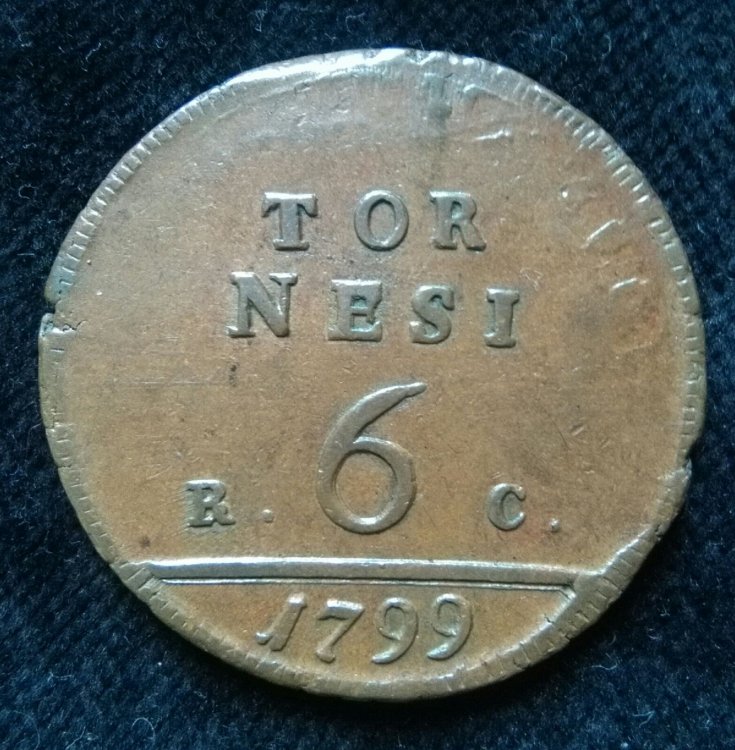 TOR
NESI
6
R. C.
1799